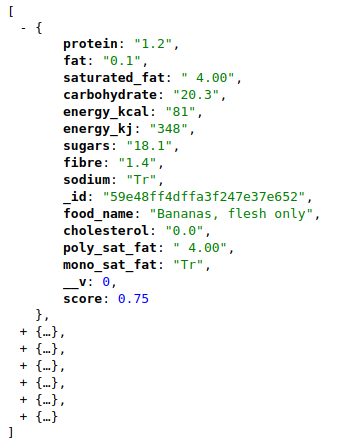 [
- {
protein: "1.2",
fat: "0.1",
saturated_fat: " 4.00",
carbohydrate: "20.3",
energy_kcal: "81",
energy_kj: "348",
sugars: "18.1",
fibre: "1.4",
sodium: "Tr",
_id: "59e48ff4dffa3f247e37e652",
food_name: "Bananas, flesh only",
cholesterol: "0.0",
poly_sat_fat: " 4.00",
mono_sat_fat: "Tr",
__v: 0,
score: 0.75
},
+ {…},
+ {…},
+ {…},
+ {…},
+ {…},
+ {…}
]